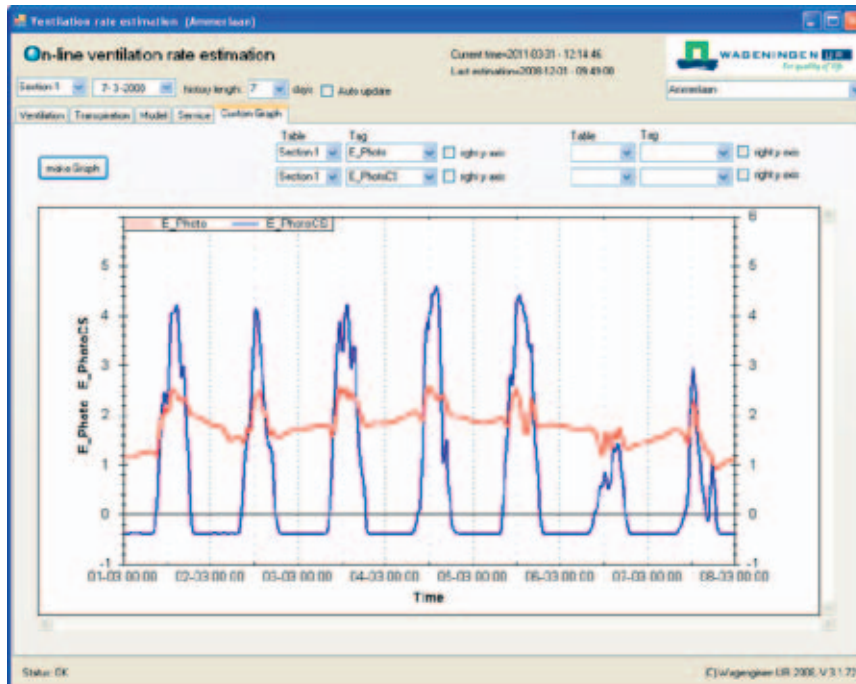 Ventilation rate estimation (Ammerlaan)
On-line ventilation rate estimation
Current time=2011-03-31 - 12:14:46
Last estimation=2008-12-01 - 09:49:00
WAGENINGEN UR
For quality of life
Section 1 7- 3 -2008 history length: 7 days Auto update
Ammerlaan
Ventilation Transpiration Model Service Custom Graph
Table Tag Table Tag
make Graph
Section 1 E_Photo right y-axis right y-axis
Section 1 E_PhotoCS right y-axis right y-axis
E_Photo E_PhotoCS
6
5 5
4 4
3 3
2 2
1 1
0 0
-1 -1
E_Photo E_PhotoCS
01-03 00:00 02-03 00:00 03-03 00:00 04-03 00:00 05-03 00:00 06-03 00:00 07-03 00:00 08-03 00:00
Time
Status: OK
(C)Wageningen UR 2008, V 3.1.72